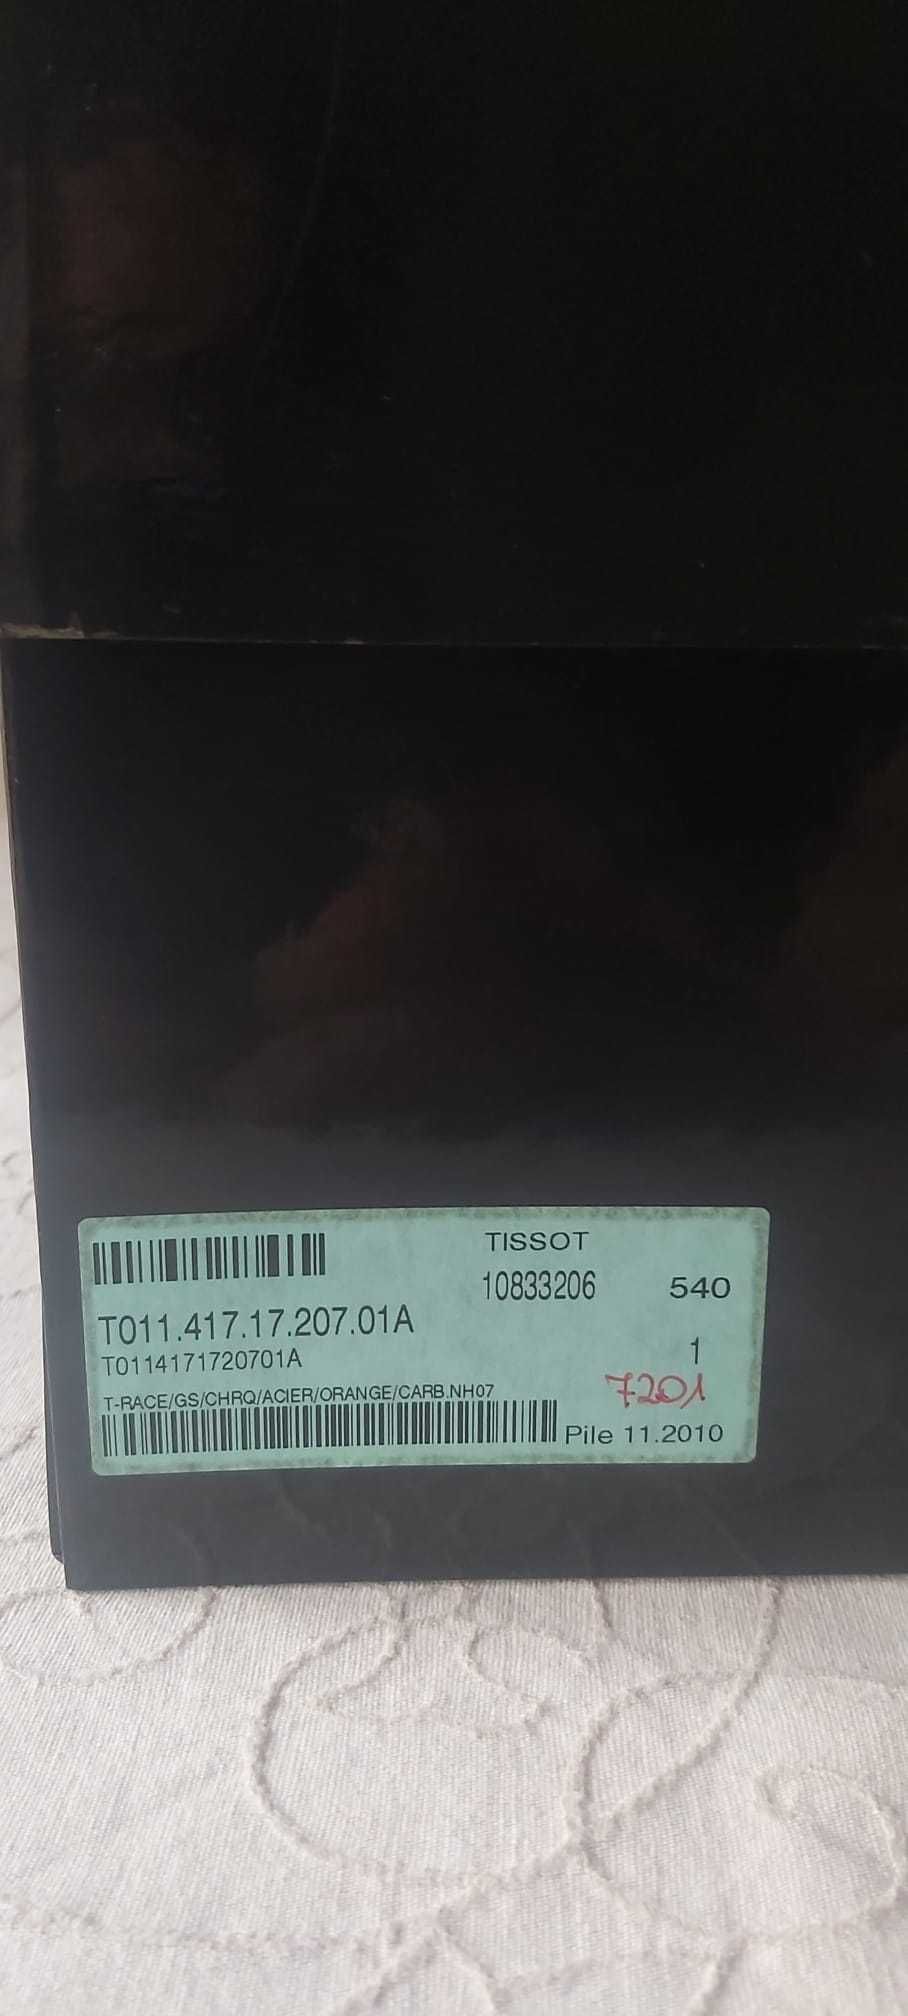 TISSOT
10833206 540
T011.417.17.207.01A
T0114171720701A
1
T-RACE/GS/CHRQ/ACIER/ORANGE/CARB.NH07
7201
Pile 11.2010